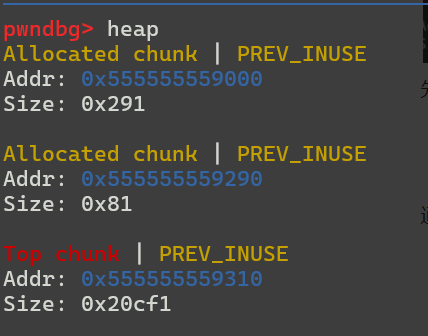 pwndbg> heap
Allocated chunk | PREV_INUSE
Addr: 0x555555559000
Size: 0x291
Allocated chunk | PREV_INUSE
Addr: 0x555555559290
Size: 0x81
Top chunk | PREV_INUSE
Addr: 0x555555559310
Size: 0x20cf1